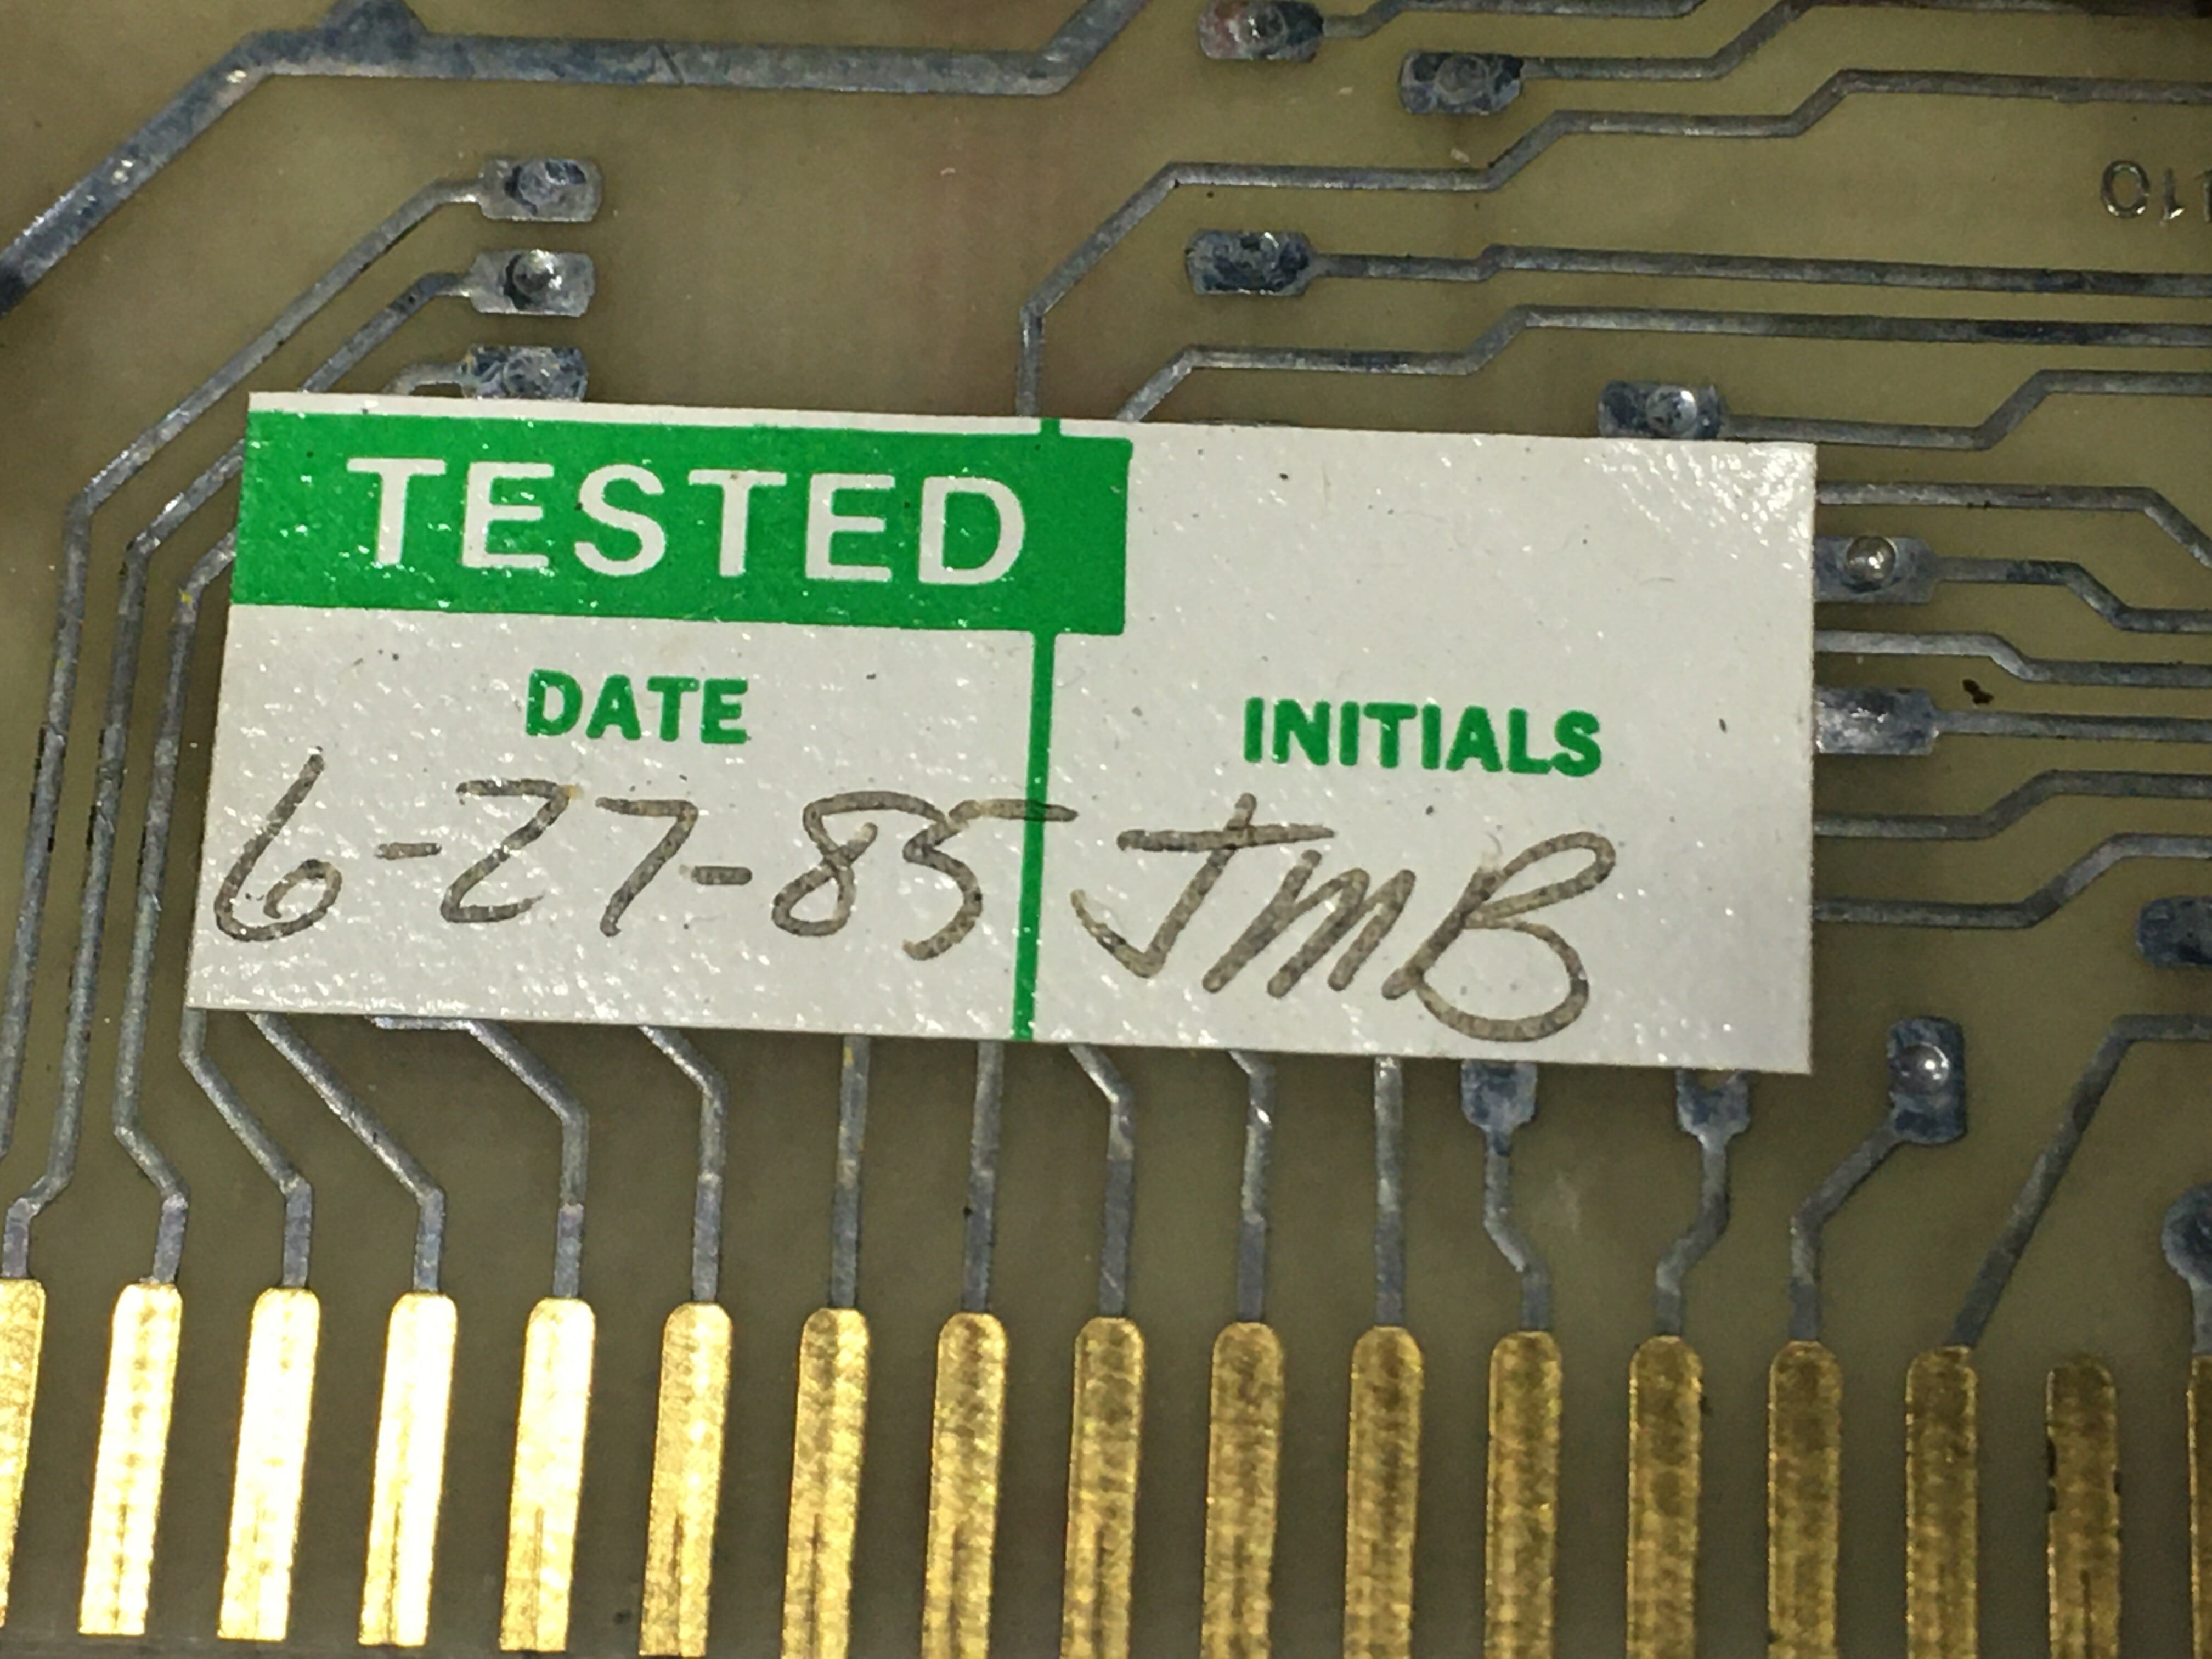 TESTED
DATE
6-27-85
INITIALS
JMB